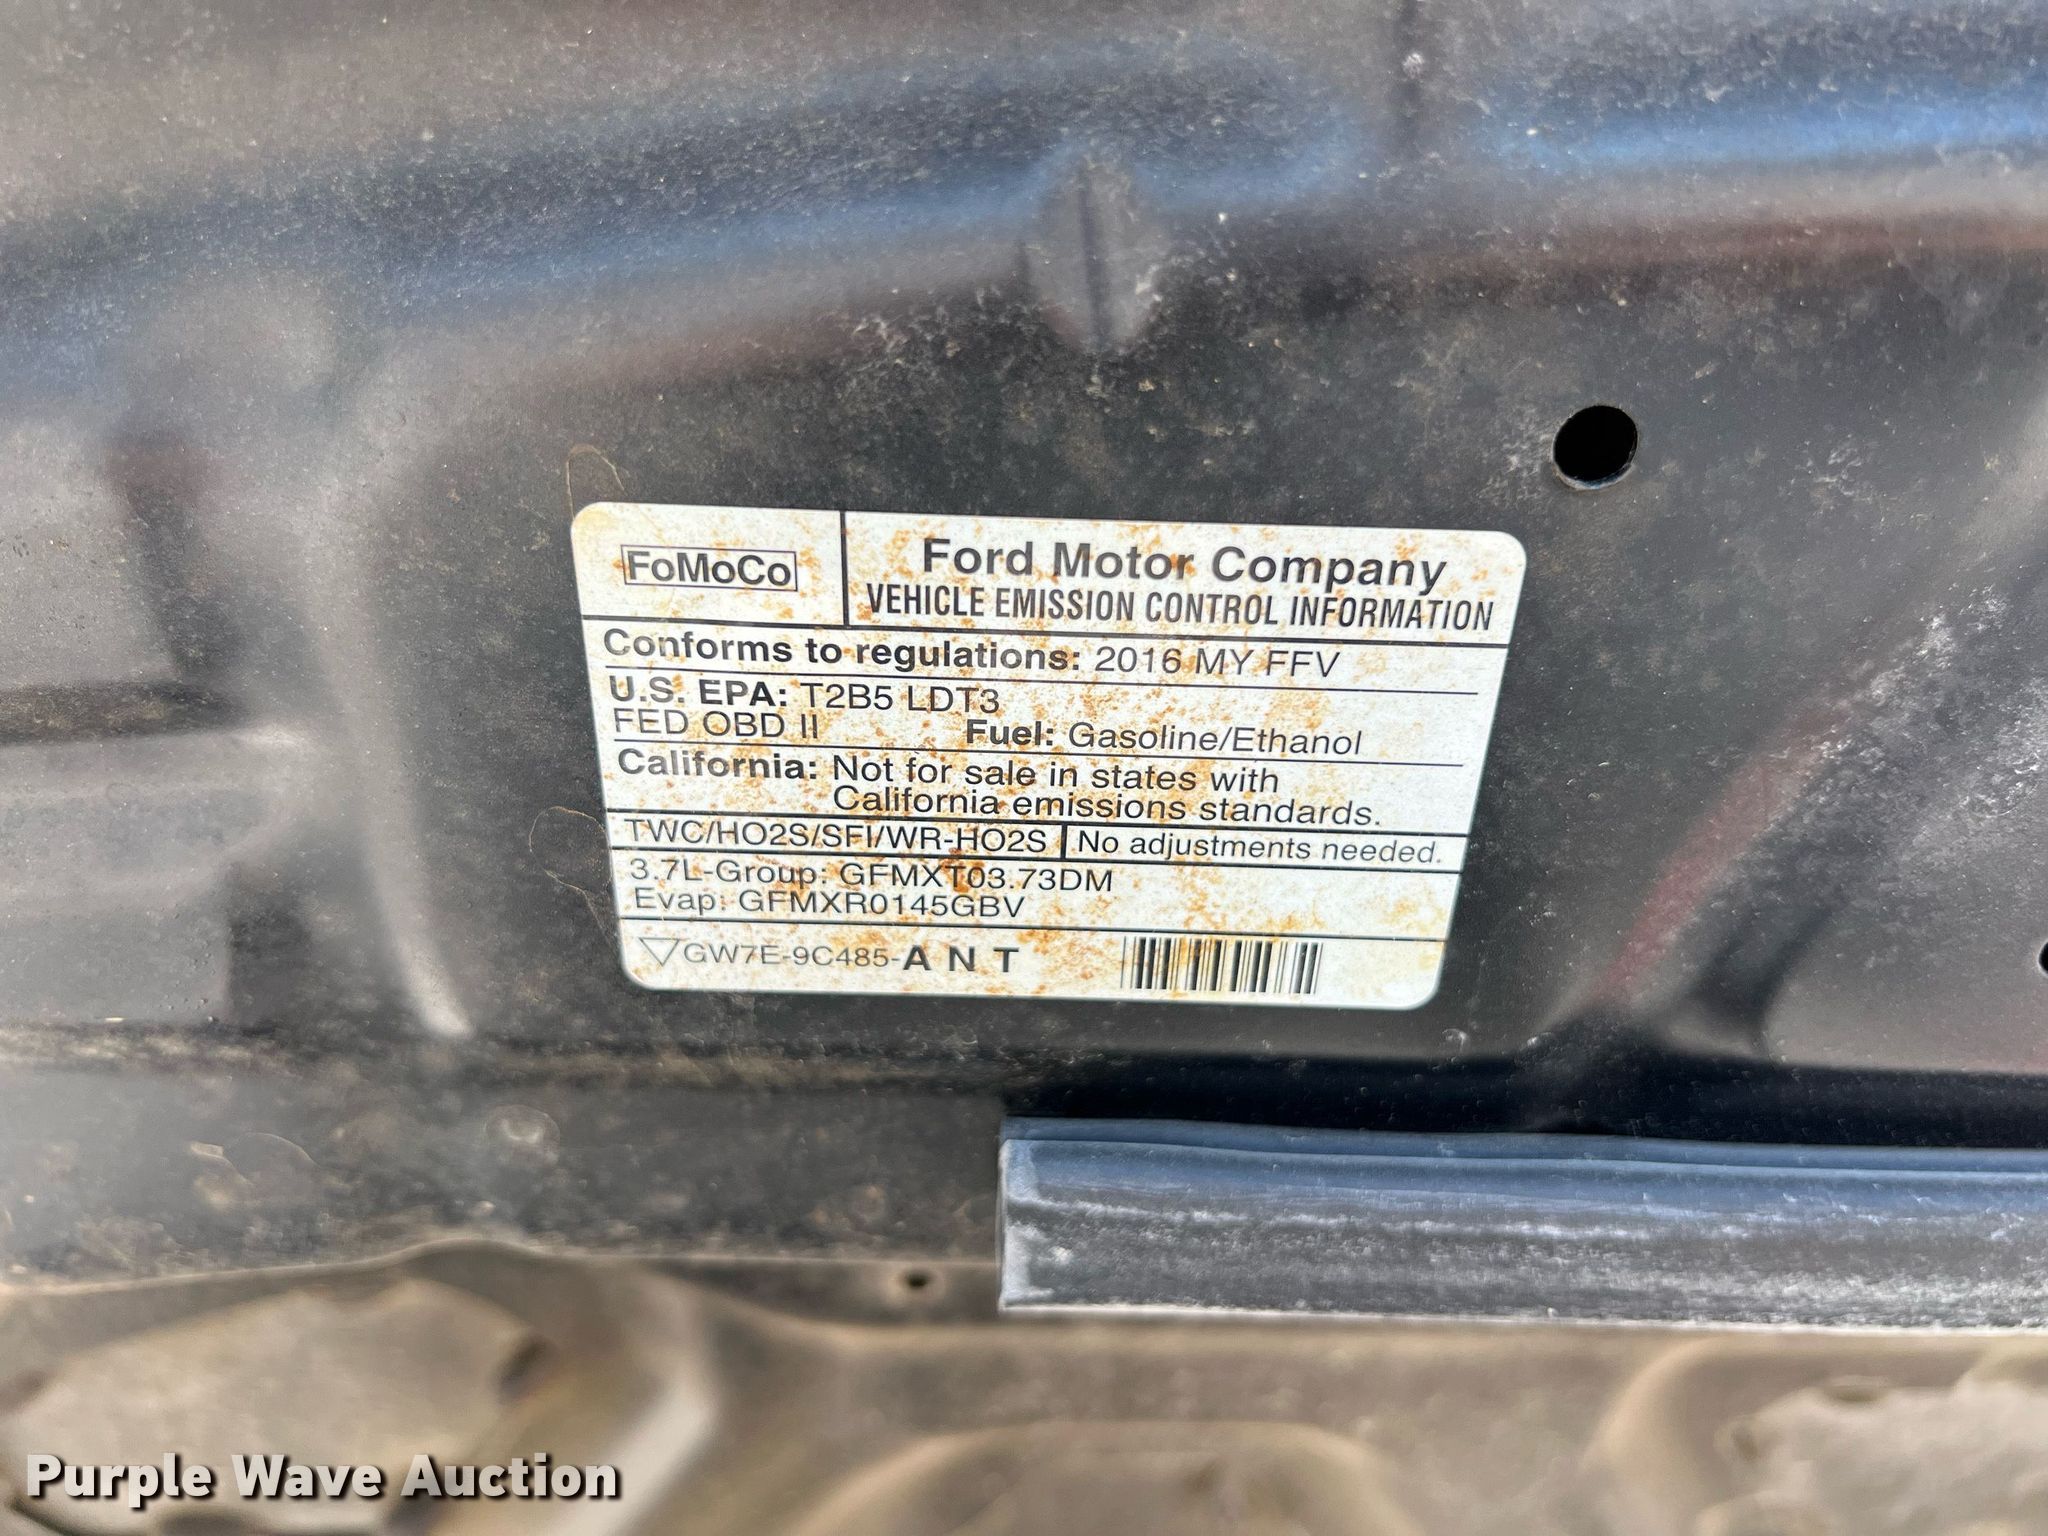 FoMoCo
Ford Motor Company
VEHICLE EMISSION CONTROL INFORMATION
Conforms to regulations: 2016 MY FFV
U.S. EPA: T2B5 LDT3
FED OBD II Fuel: Gasoline/Ethanol
California: Not for sale in states with
California emissions standards.
TWC/HO2S/SFI/WR-HO2S No adjustments needed.
3.7L-Group: GFMXT03.73DM
Evap: GFMXR0145GBV
GW7E-9C485-A N T
Purple Wave Auction